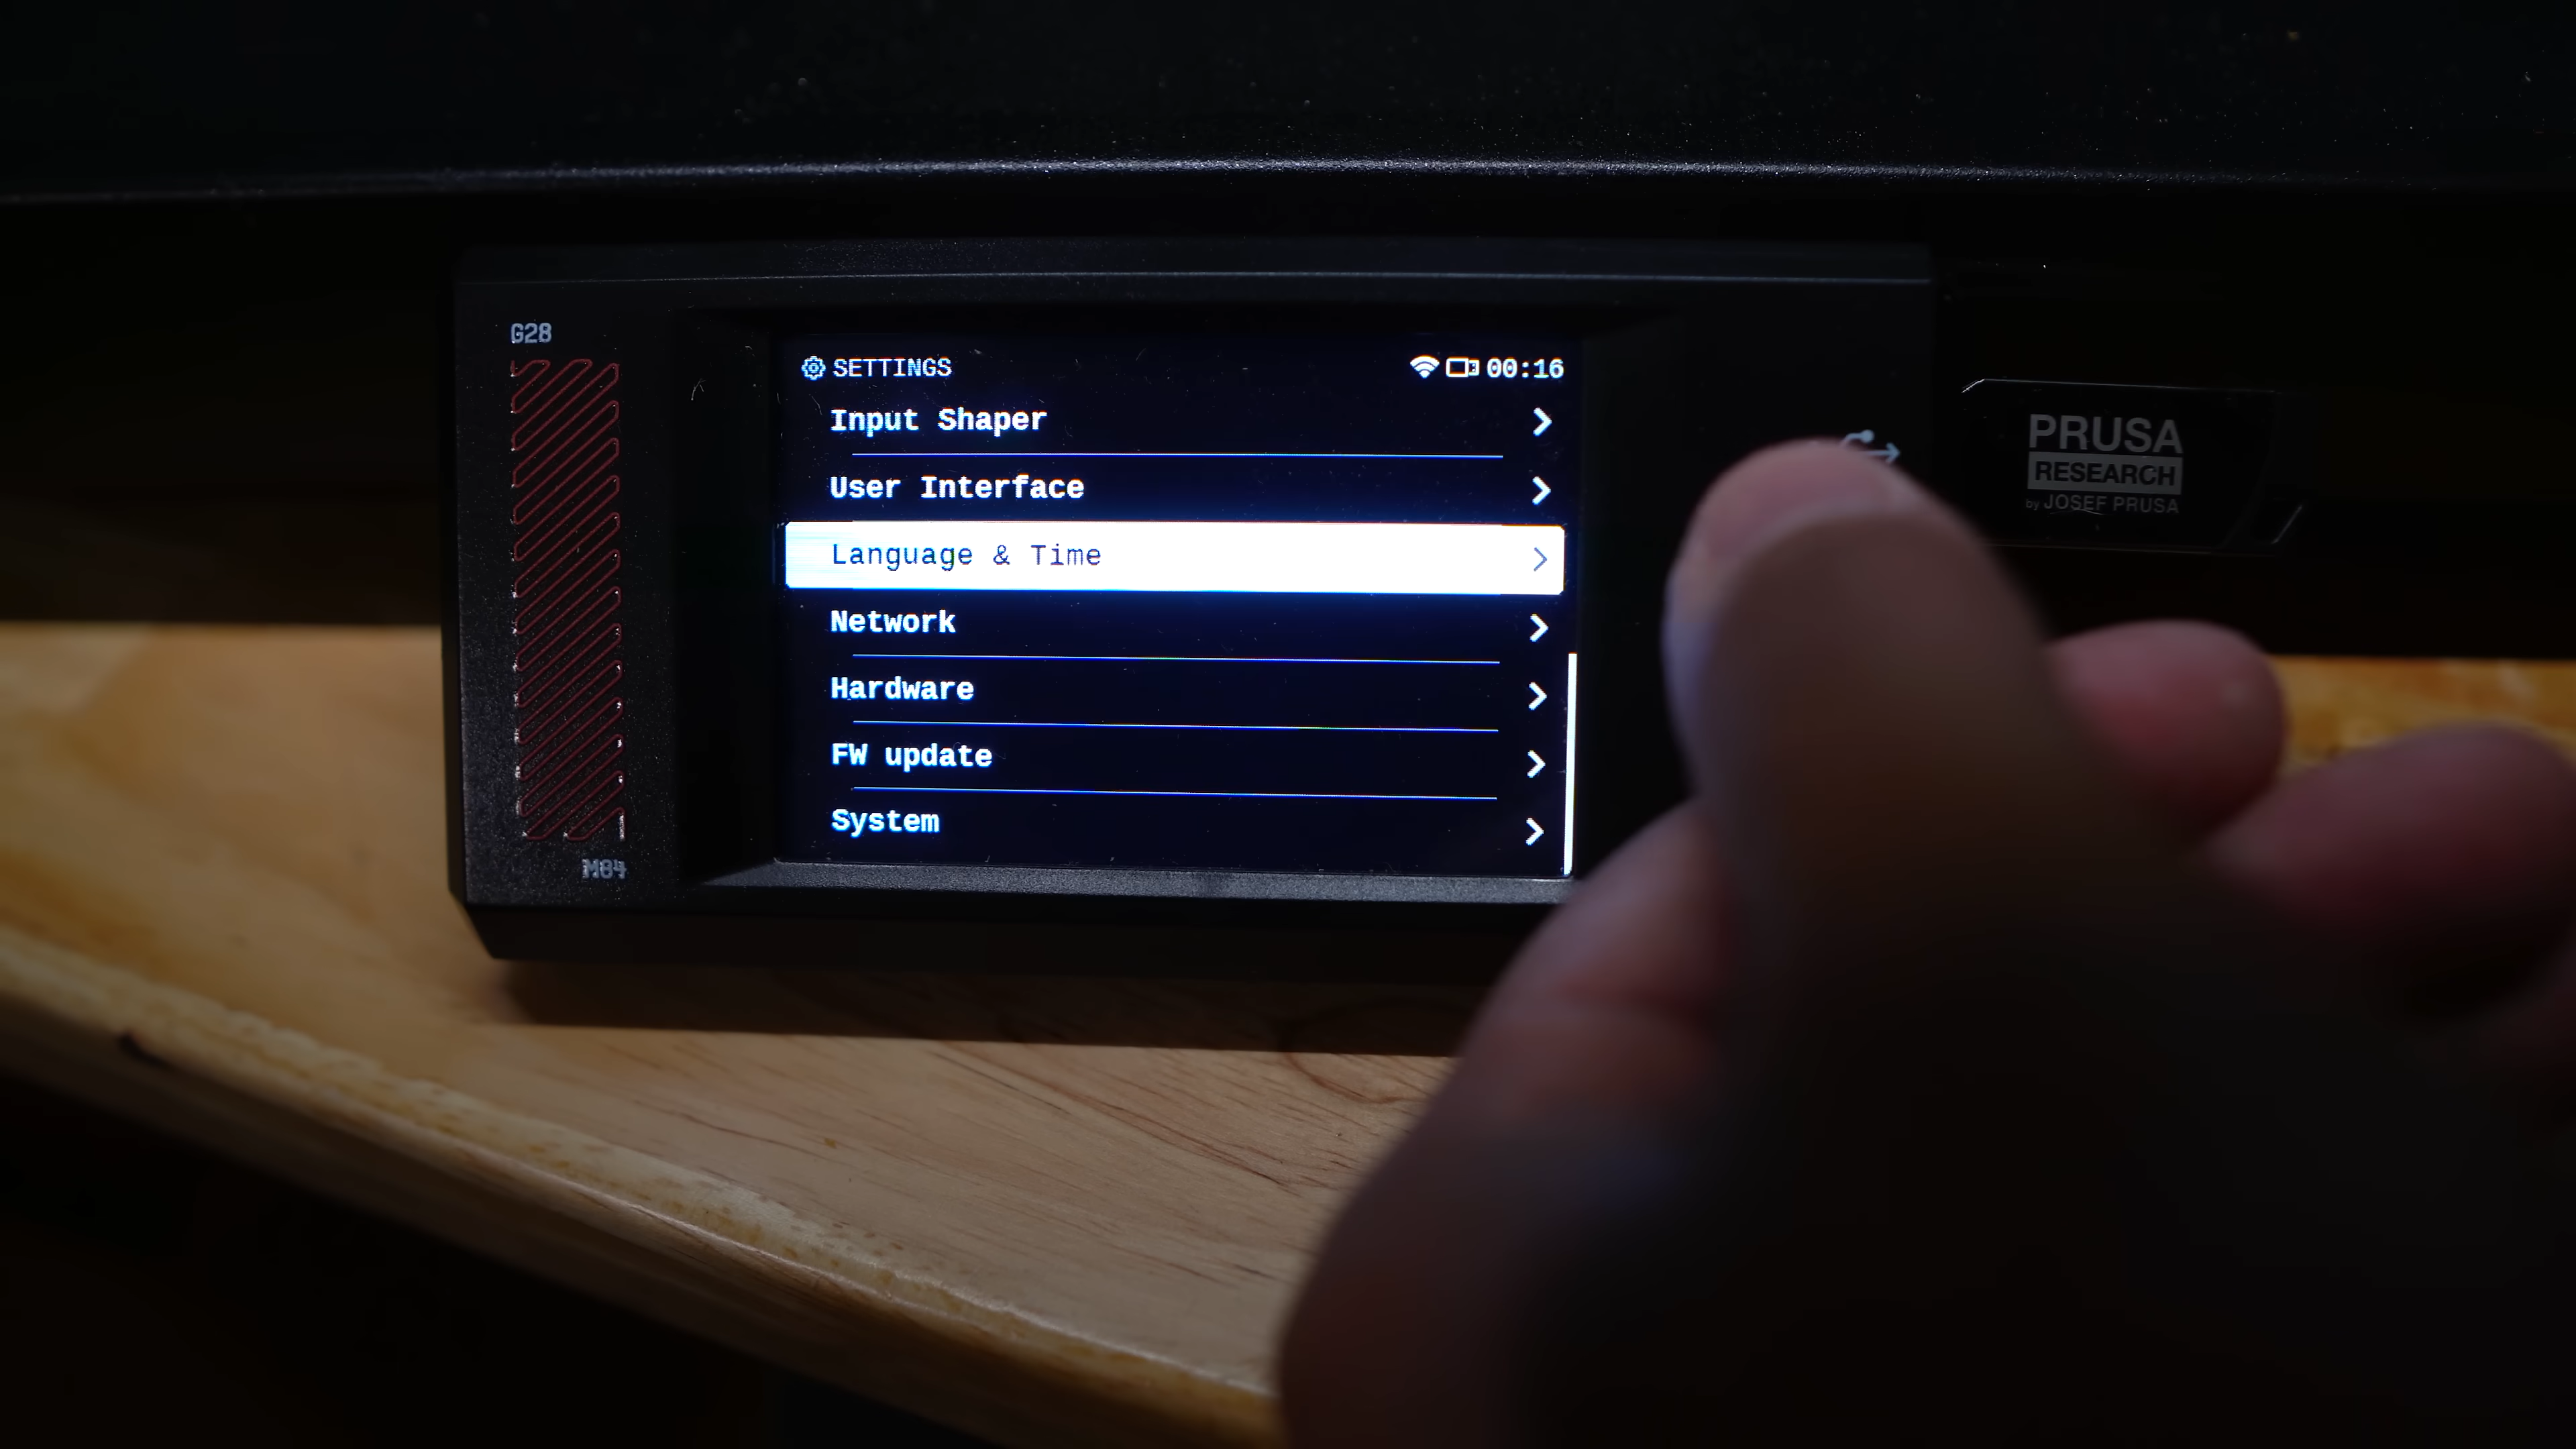 G28
SETTINGS 00:16
Input Shaper
User Interface
Language & Time
Network
Hardware
FW update
System
M84
PRUSA
RESEARCH
by JOSEF PRUSA